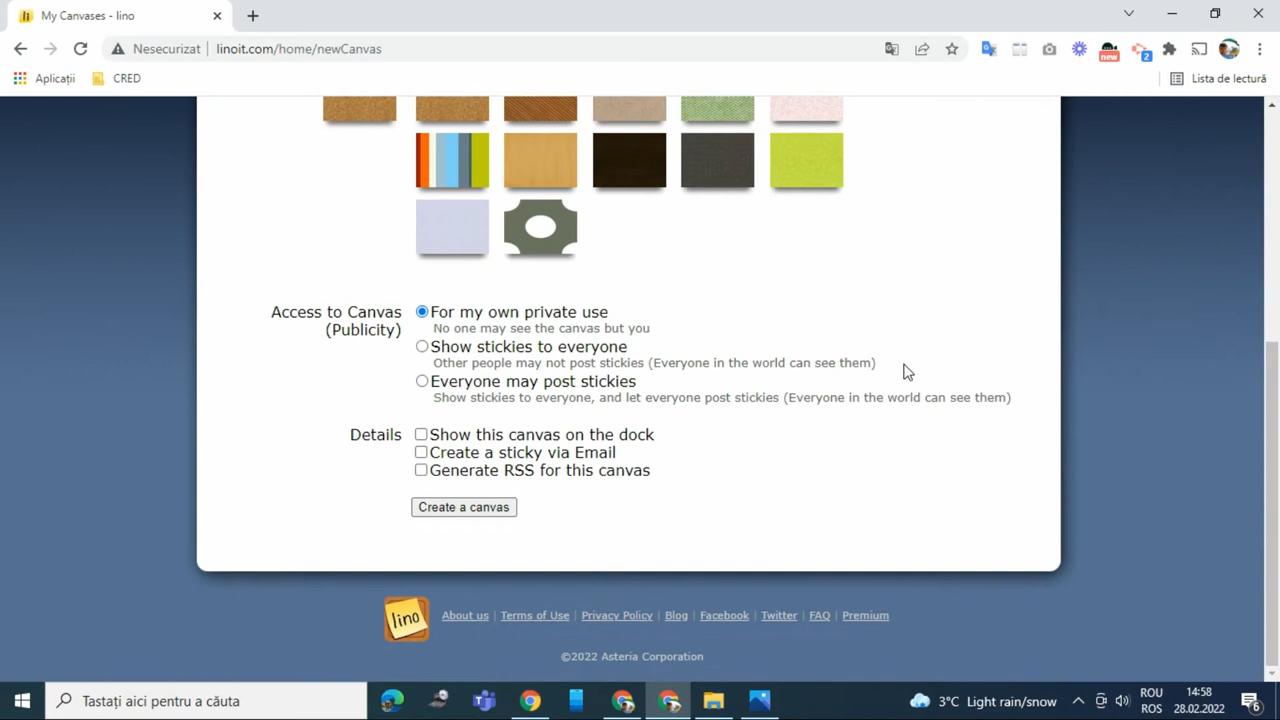 My Canvases - lino
Nesecurizat
linoit.com/home/newCanvas
new
2
Aplicații
CRED
Lista de lectură
Access to Canvas
(Publicity)
For my own private use
No one may see the canvas but you
Show stickies to everyone
Other people may not post stickies (Everyone in the world can see them)
Everyone may post stickies
Show stickies to everyone, and let everyone post stickies (Everyone in the world can see them)
Details
Show this canvas on the dock
Create a sticky via Email
Generate RSS for this canvas
Create a canvas
lino
About us | Terms of Use | Privacy Policy | Blog | Facebook | Twitter | FAQ | Premium
©2022 Asteria Corporation
Tastați aici pentru a căuta
3°C Light rain/snow
ROU
ROS
14:58
28.02.2022
6